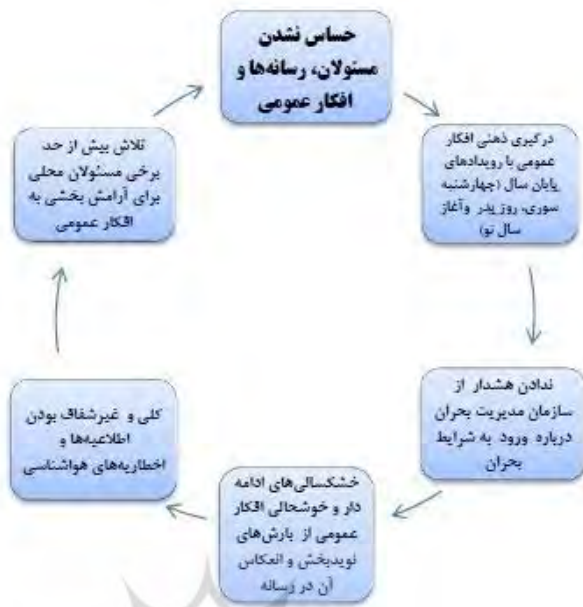 حساس نشدن
مسئولان، رسانه‌ها و
افکار عمومی
درگیری ذهنی افکار
عمومی با رویدادهای
پایان سال (چهارشنبه
سوری، روز پدر وآغاز
سال نو)
ندادن هشدار از
سازمان مدیریت بحران
درباره ورود به شرایط
بحران
خشکسالی‌های ادامه
دار و خوشحالی افکار
عمومی از بارش‌های
نویدبخش و انعکاس
آن در رسانه
کلی و غیرشفاف بودن
اطلاعیه‌ها و
اخطاریه‌های هواشناسی
تلاش بیش از حد
برخی مسئولان محلی
برای آرامش بخشی به
افکار عمومی